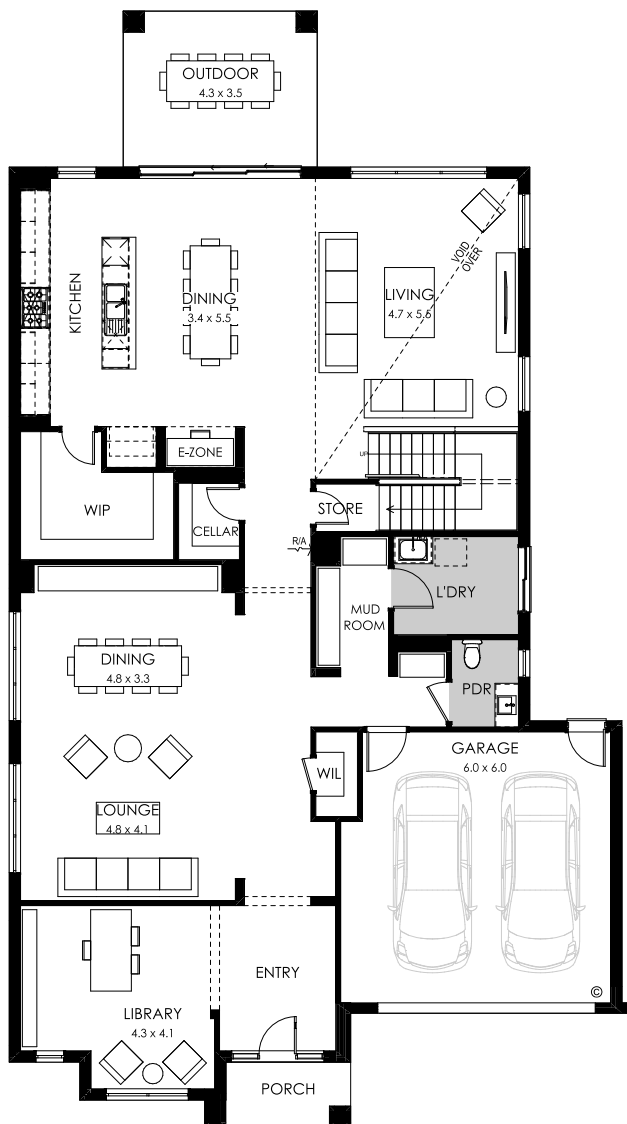 OUTDOOR
4.3 x 3.5
KITCHEN
DINING
3.4 x 5.5
LIVING
4.7 x 5.5
VOID
OVER
E-ZONE
UP
WIP
CELLAR
STORE
R/A
L'DRY
MUD
ROOM
DINING
4.8 x 3.3
PDR
GARAGE
6.0 x 6.0
WIL
LOUNGE
4.8 x 4.1
ENTRY
LIBRARY
4.3 x 4.1
©
PORCH